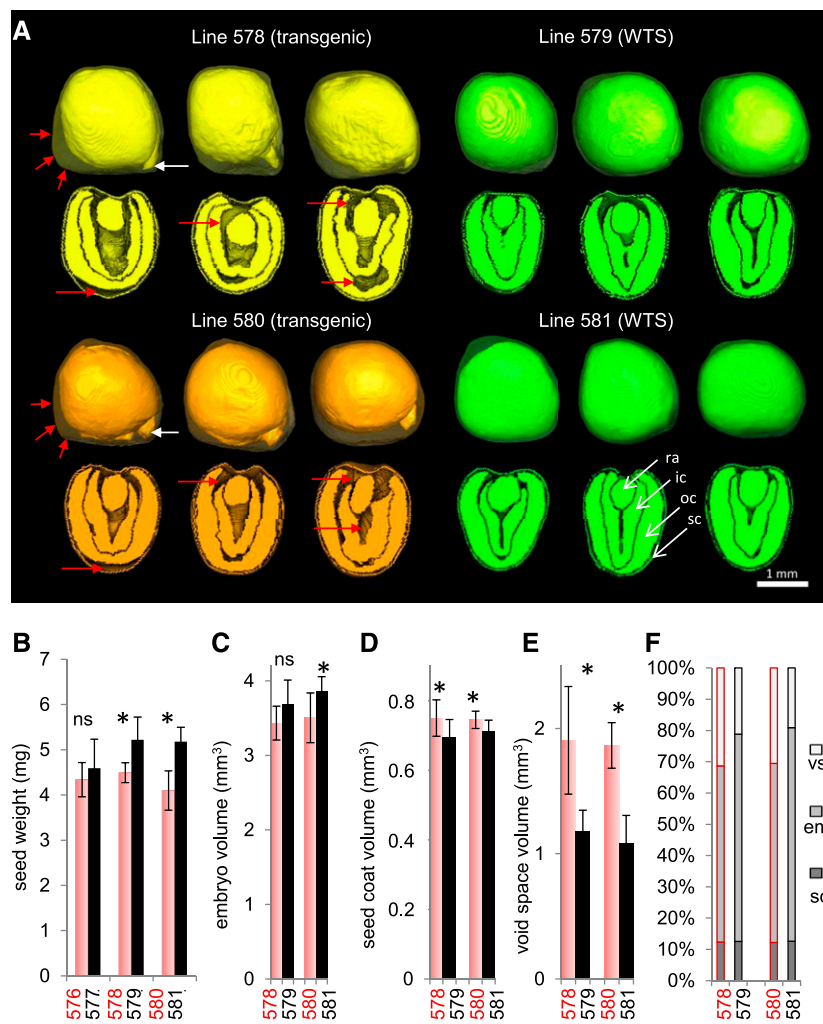 A
Line 578 (transgenic)
Line 579 (WTS)
Line 580 (transgenic)
Line 581 (WTS)
ra
ic
oc
sc
1 mm
B
C
D
E
F
seed weight (mg)
7
6
5
4
3
2
1
0
ns
*
*
576
577
578
579
580
581
embryo volume (mm³)
4
3
2
1
0
ns
*
578
579
580
581
seed coat volume (mm³)
0.8
0.6
0.4
0.2
0
*
*
578
579
580
581
void space volume (mm³)
2
1
0
*
*
578
579
580
581
100%
90%
80%
70%
60%
50%
40%
30%
20%
10%
0%
578
579
580
581
vs
em